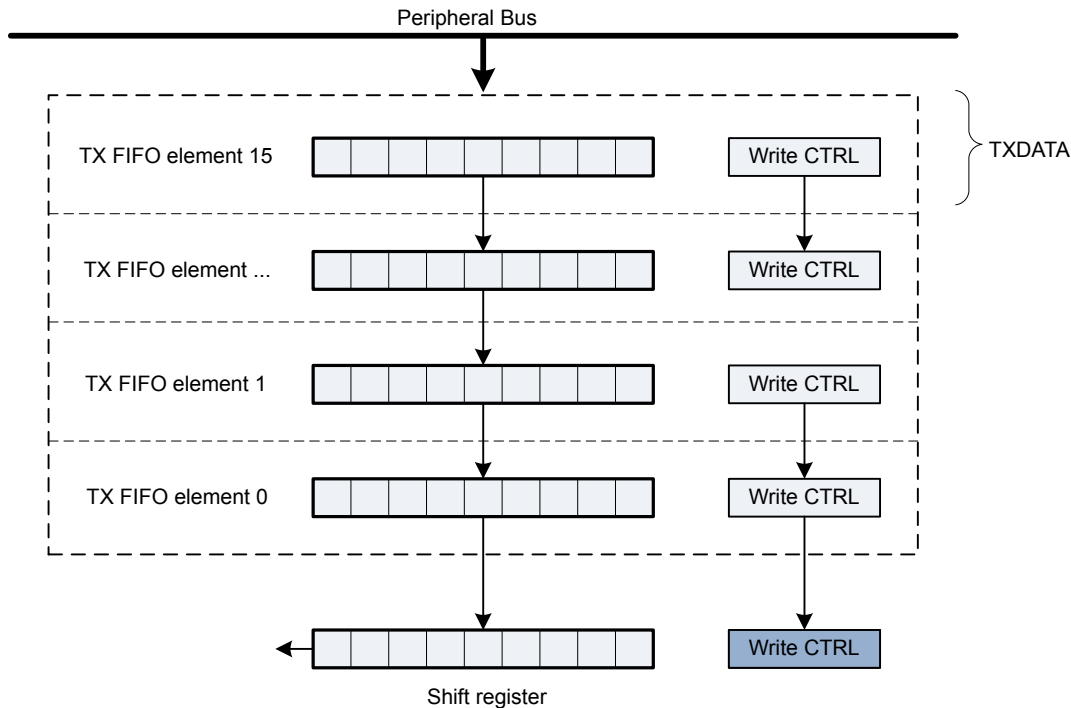 Peripheral Bus
TX FIFO element 15
Write CTRL
TXDATA
TX FIFO element ...
Write CTRL
TX FIFO element 1
Write CTRL
TX FIFO element 0
Write CTRL
Write CTRL
Shift register